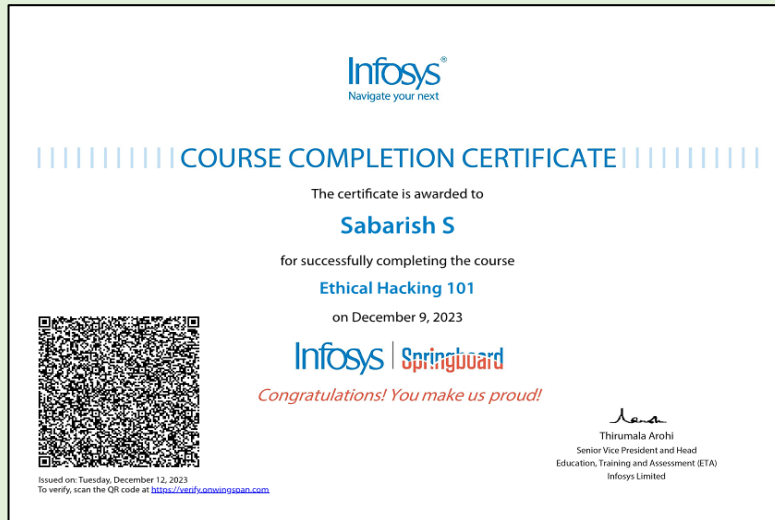 Infosys®
Navigate your next
COURSE COMPLETION CERTIFICATE
The certificate is awarded to
Sabarish S
for successfully completing the course
Ethical Hacking 101
on December 9, 2023
Infosys | Springboard
Congratulations! You make us proud!
Thirumala Arohi
Senior Vice President and Head
Education, Training and Assessment (ETA)
Infosys Limited
Issued on: Tuesday, December 12, 2023
To verify, scan the QR code at https://verify.onwingspan.com